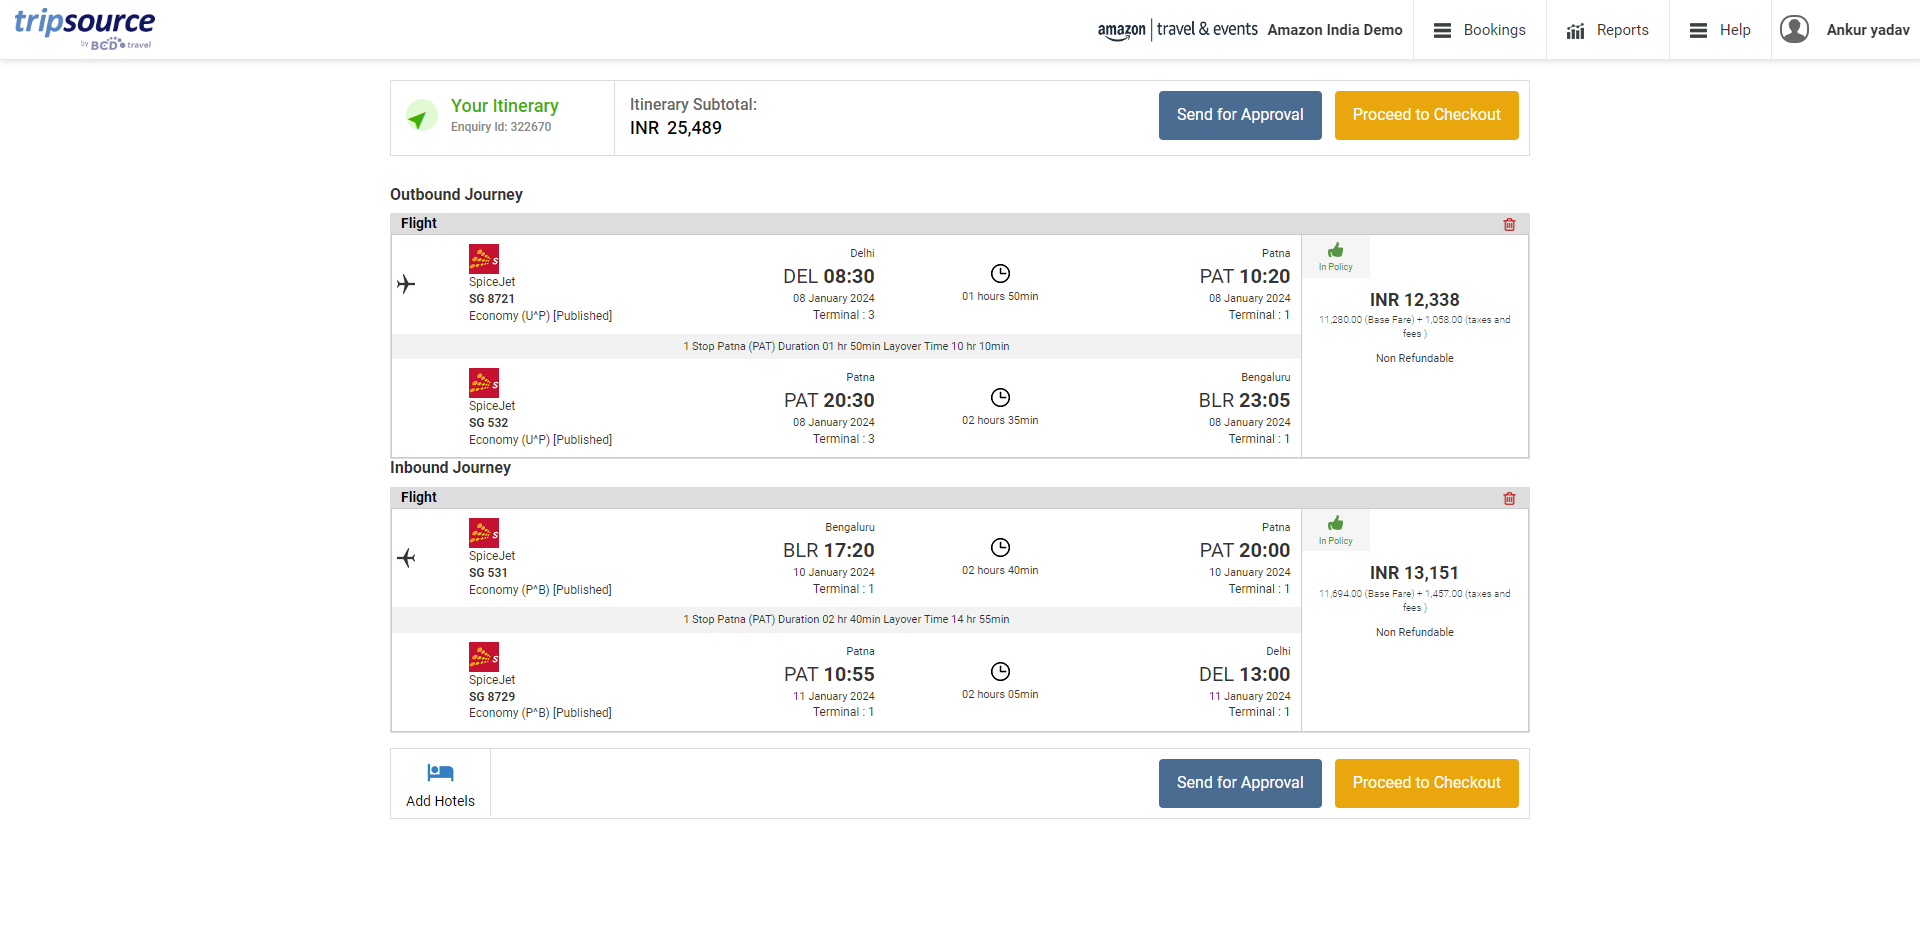 tripsource
by BCD travel
amazon travel & events Amazon India Demo
Bookings
Reports
Help
Ankur yadav
Your Itinerary
Enquiry Id: 322670
Itinerary Subtotal:
INR 25,489
Send for Approval
Proceed to Checkout
Outbound Journey
Flight
SpiceJet
SG 8721
Economy (U^P) [Published]
Delhi
DEL 08:30
08 January 2024
Terminal : 3
01 hours 50min
Patna
PAT 10:20
08 January 2024
Terminal : 1
In Policy
INR 12,338
11,280.00 (Base Fare) + 1,058.00 (taxes and
fees )
Non Refundable
1 Stop Patna (PAT) Duration 01 hr 50min Layover Time 10 hr 10min
SpiceJet
SG 532
Economy (U^P) [Published]
Patna
PAT 20:30
08 January 2024
Terminal : 3
02 hours 35min
Bengaluru
BLR 23:05
08 January 2024
Terminal : 1
Inbound Journey
Flight
SpiceJet
SG 531
Economy (P^B) [Published]
Bengaluru
BLR 17:20
10 January 2024
Terminal : 1
02 hours 40min
Patna
PAT 20:00
10 January 2024
Terminal : 1
In Policy
INR 13,151
11,694.00 (Base Fare) + 1,457.00 (taxes and
fees )
Non Refundable
1 Stop Patna (PAT) Duration 02 hr 40min Layover Time 14 hr 55min
SpiceJet
SG 8729
Economy (P^B) [Published]
Patna
PAT 10:55
11 January 2024
Terminal : 1
02 hours 05min
Delhi
DEL 13:00
11 January 2024
Terminal : 1
Add Hotels
Send for Approval
Proceed to Checkout